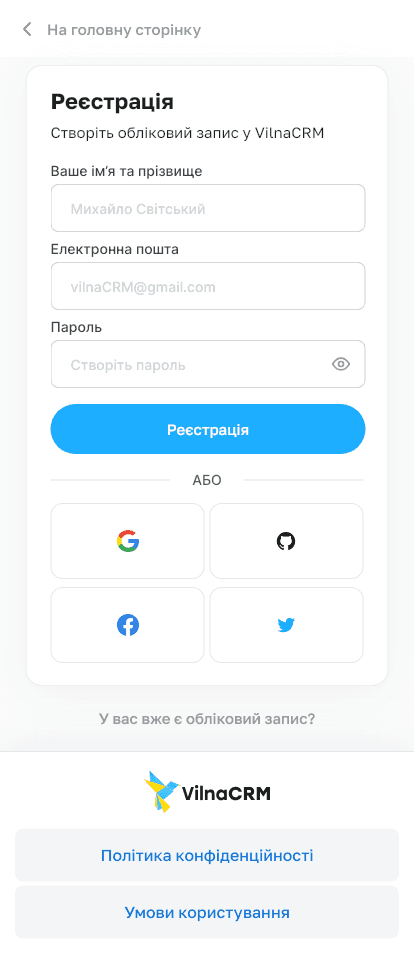 На головну сторінку
Реєстрація
Створіть обліковий запис у VilnaCRM
Ваше ім'я та прізвище
Михайло Світський
Електронна пошта
vilnaCRM@gmail.com
Пароль
Створіть пароль
Реєстрація
АБО
У вас вже є обліковий запис?
VilnaCRM
Політика конфіденційності
Умови користування